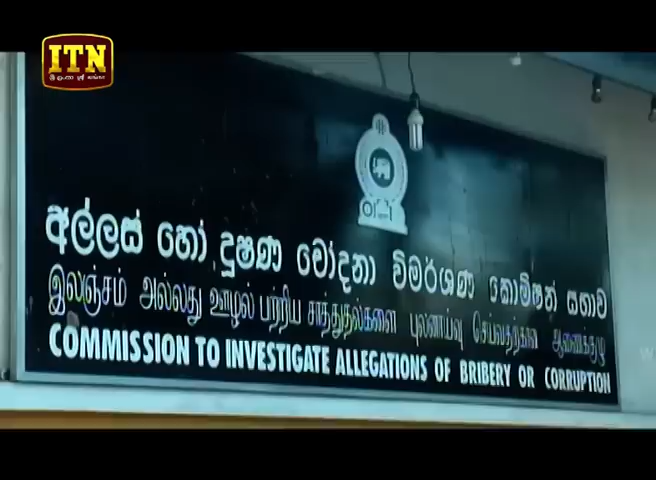 ITN
අල්ලස් හෝ දූෂණ චෝදනා විමර්ශණ කොමිෂන් සභාව
இலஞ்சம் அல்லது ஊழல் பற்றிய சாத்துதல்களை புலனாய்வு செய்வதற்கான ஆணைக்குழு
COMMISSION TO INVESTIGATE ALLEGATIONS OF BRIBERY OR CORRUPTION